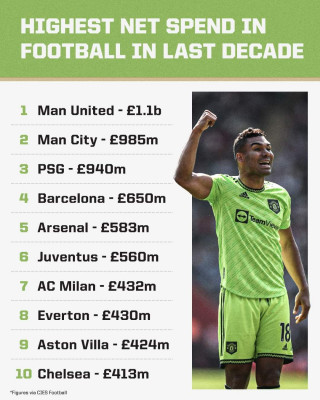 HIGHEST NET SPEND IN
FOOTBALL IN LAST DECADE
1 Man United - £1.1b
2 Man City - £985m
3 PSG - £940m
4 Barcelona - £650m
5 Arsenal - £583m
6 Juventus - £560m
7 AC Milan - £432m
8 Everton - £430m
9 Aston Villa - £424m
10 Chelsea - £413m
TeamViewer
18
*Figures via CIES Football